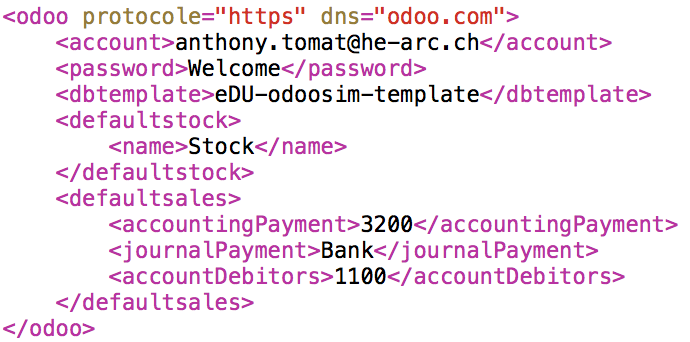 <odoo protocole="https" dns="odoo.com">
<account>anthony.tomat@he-arc.ch</account>
<password>Welcome</password>
<dbtemplate>eDU-odoosim-template</dbtemplate>
<defaultstock>
<name>Stock</name>
</defaultstock>
<defaultsales>
<accountingPayment>3200</accountingPayment>
<journalPayment>Bank</journalPayment>
<accountDebitors>1100</accountDebitors>
</defaultsales>
</odoo>